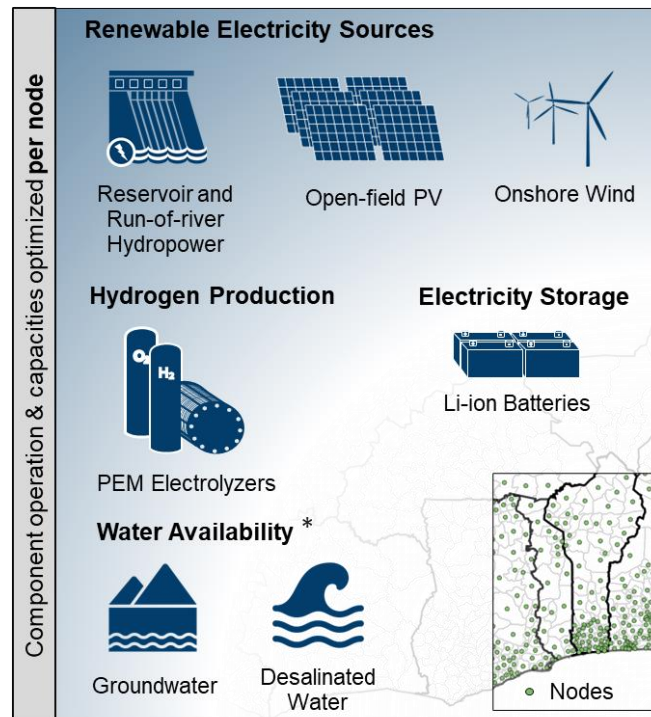 Component operation & capacities optimized per node
Renewable Electricity Sources
Reservoir and
Run-of-river
Hydropower
Open-field PV
Onshore Wind
Hydrogen Production
Electricity Storage
O₂
H₂
Li-ion Batteries
PEM Electrolyzers
Water Availability *
Groundwater
Desalinated
Water
Nodes